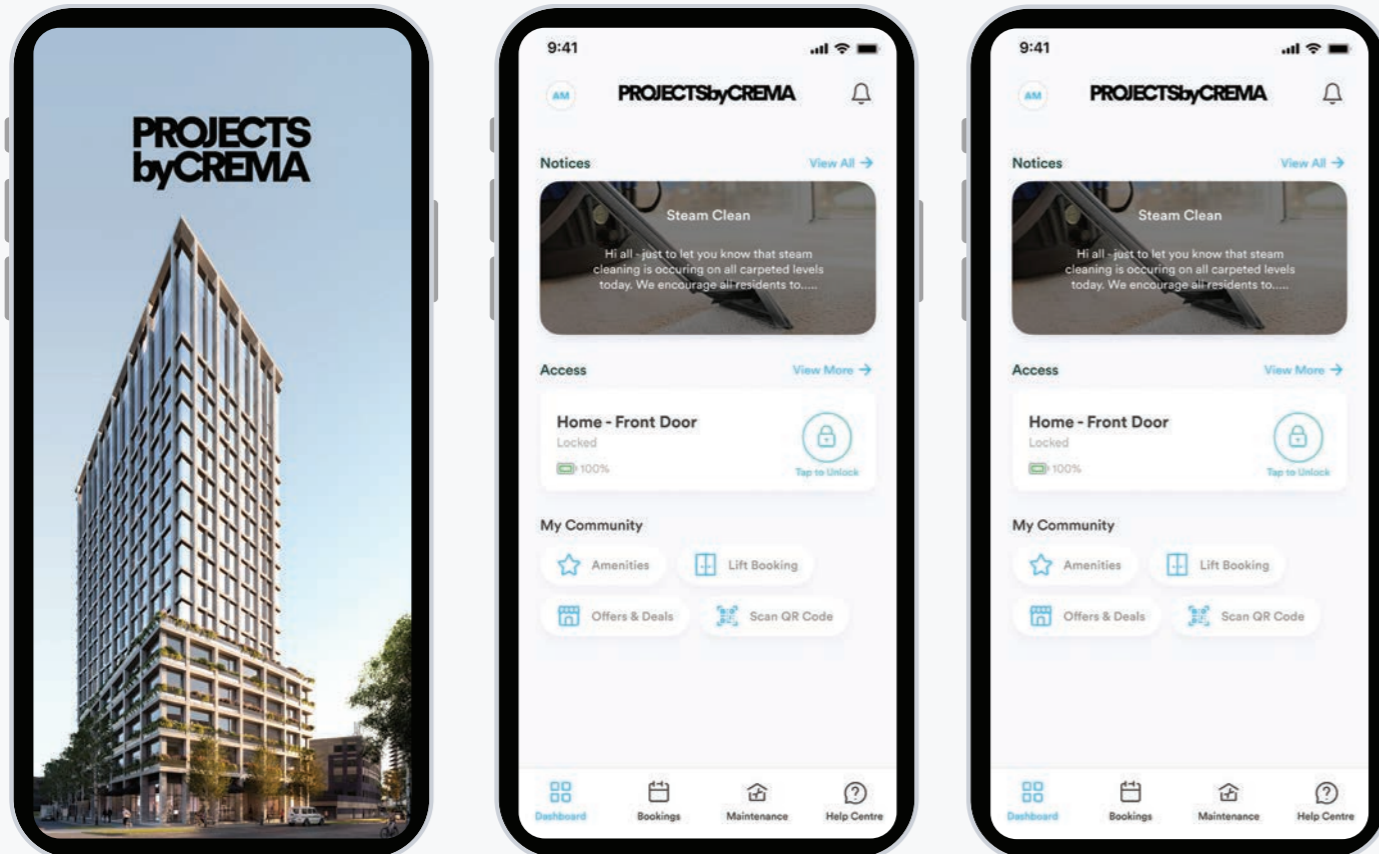 PROJECTS
byCREMA
9:41
AM
PROJECTSbyCREMA
Notices
View All →
Steam Clean
Hi all - just to let you know that steam
cleaning is occuring on all carpeted levels
today. We encourage all residents to.....
Access
View More →
Home - Front Door
Locked
100%
Tap to Unlock
My Community
Amenities
Lift Booking
Offers & Deals
Scan QR Code
Dashboard
Bookings
Maintenance
Help Centre
9:41
AM
PROJECTSbyCREMA
Notices
View All →
Steam Clean
Hi all - just to let you know that steam
cleaning is occuring on all carpeted levels
today. We encourage all residents to.....
Access
View More →
Home - Front Door
Locked
100%
Tap to Unlock
My Community
Amenities
Lift Booking
Offers & Deals
Scan QR Code
Dashboard
Bookings
Maintenance
Help Centre